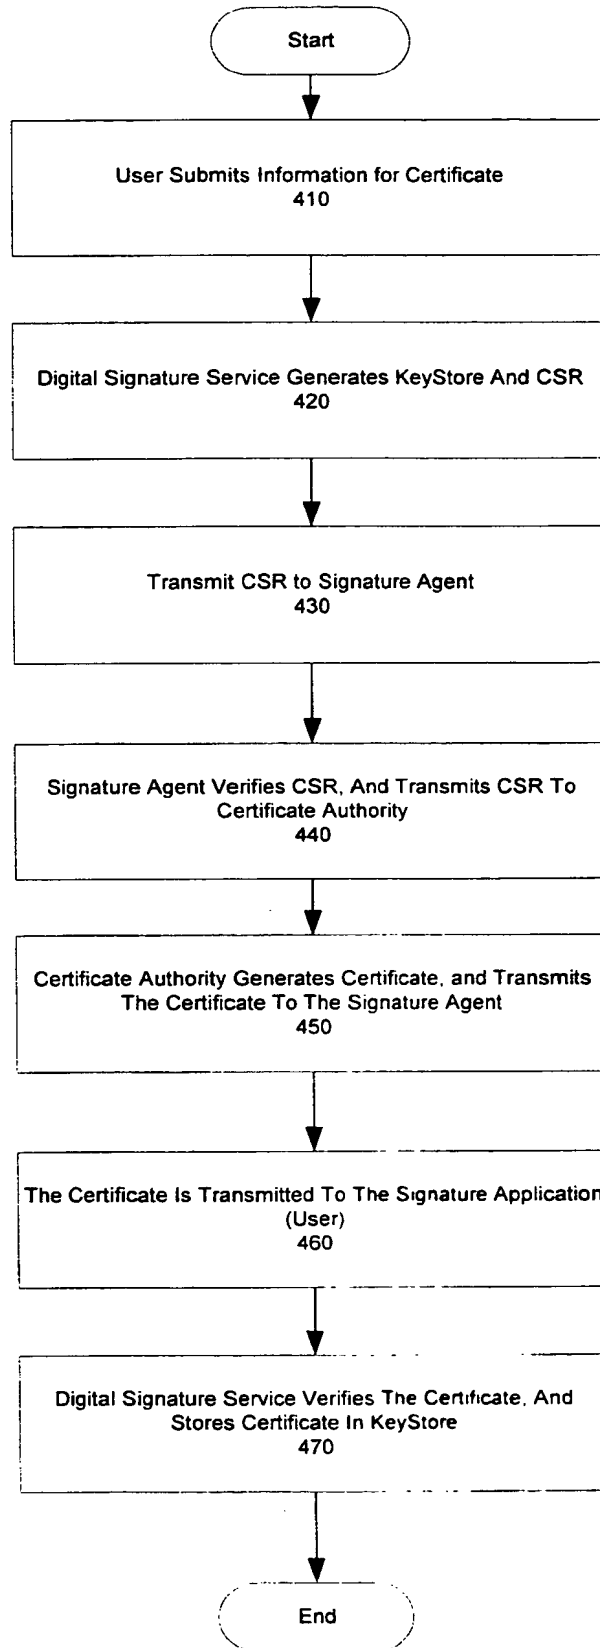 Start
User Submits Information for Certificate
410
Digital Signature Service Generates KeyStore And CSR
420
Transmit CSR to Signature Agent
430
Signature Agent Verifies CSR, And Transmits CSR To
Certificate Authority
440
Certificate Authority Generates Certificate, and Transmits
The Certificate To The Signature Agent
450
The Certificate Is Transmitted To The Signature Application
(User)
460
Digital Signature Service Verifies The Certificate, And
Stores Certificate In KeyStore
470
End